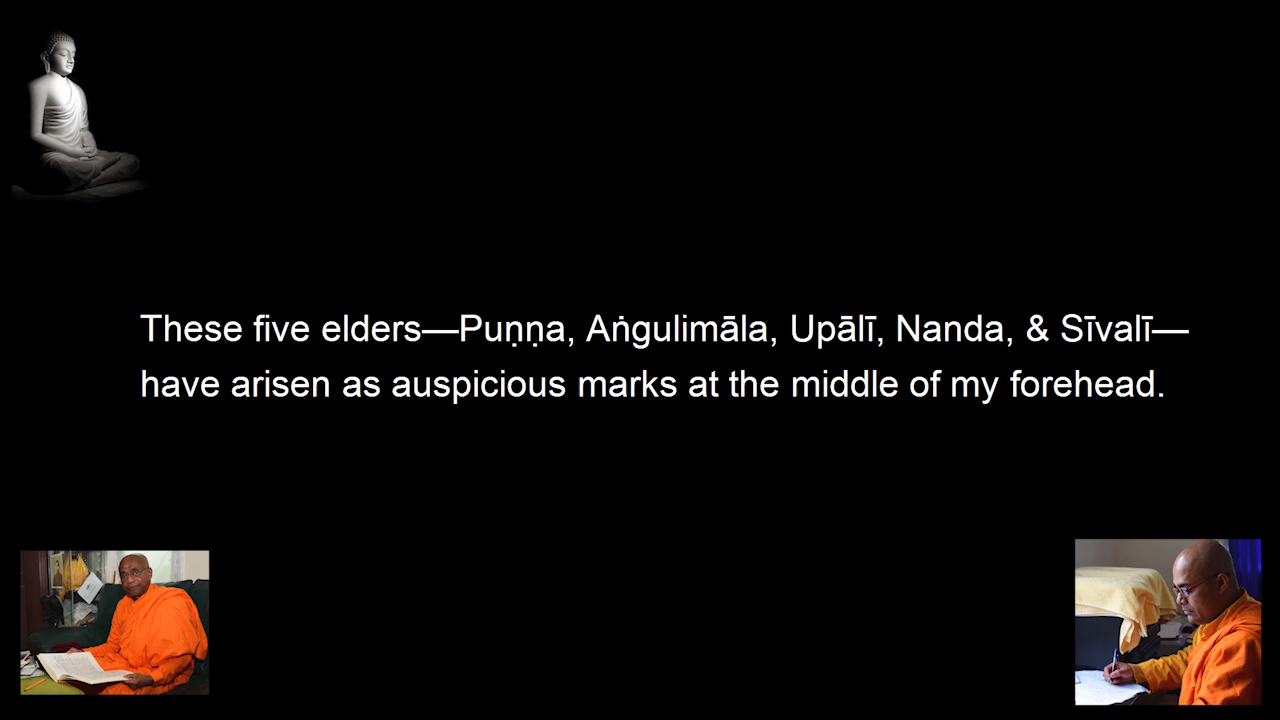 These five elders—Puṇṇa, Aṅgulimāla, Upālī, Nanda, & Sīvalī—
have arisen as auspicious marks at the middle of my forehead.